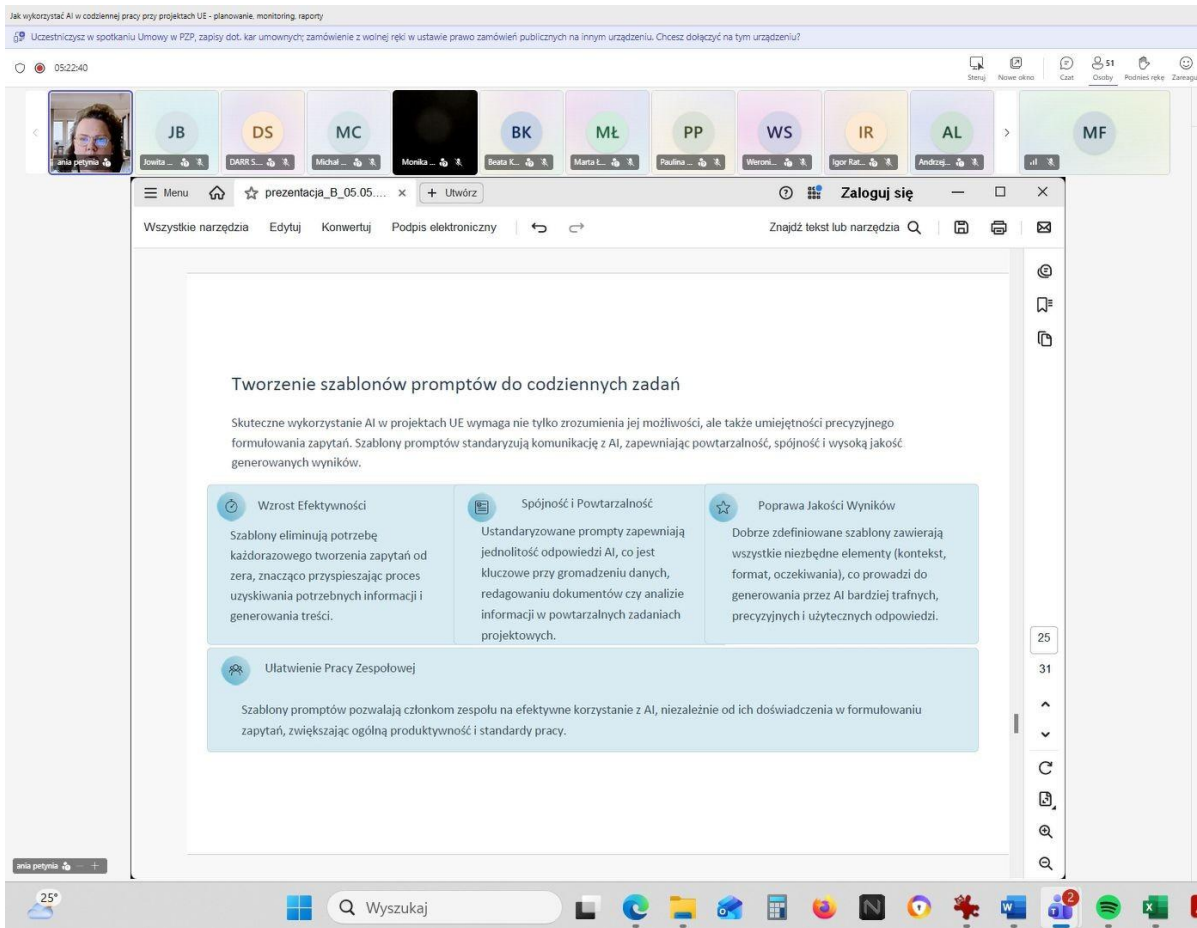 Jak wykorzystać AI w codziennej pracy przy projektach UE - planowanie, monitoring, raporty
Uczestniczysz w spotkaniu Umowy w PZP, zapisy dot. kar umownych; zamówienie z wolnej ręki w ustawie prawo zamówień publicznych na innym urządzeniu. Chcesz dołączyć na tym urządzeniu?
05:22:40
Steruj Nowe okno Czat 51 Osoby Podnieś rękę Zareagu
JB DS MC BK MŁ PP WS IR AL MF
ania petynia Jowita ... DARR S... Michał ... Monika ... Beata K... Marta Ł... Paulina ... Weroni... Igor Rat... Andrzej...
Menu prezentacja_B_05.05.... × + Utwórz Zaloguj się
Wszystkie narzędzia Edytuj Konwertuj Podpis elektroniczny Znajdź tekst lub narzędzia
Tworzenie szablonów promptów do codziennych zadań
Skuteczne wykorzystanie AI w projektach UE wymaga nie tylko zrozumienia jej możliwości, ale także umiejętności precyzyjnego
formułowania zapytań. Szablony promptów standaryzują komunikację z AI, zapewniając powtarzalność, spójność i wysoką jakość
generowanych wyników.
Wzrost Efektywności
Szablony eliminują potrzebę
każdorazowego tworzenia zapytań od
zera, znacząco przyspieszając proces
uzyskiwania potrzebnych informacji i
generowania treści.
Spójność i Powtarzalność
Ustandaryzowane prompty zapewniają
jednolitość odpowiedzi AI, co jest
kluczowe przy gromadzeniu danych,
redagowaniu dokumentów czy analizie
informacji w powtarzalnych zadaniach
projektowych.
Poprawa Jakości Wyników
Dobrze zdefiniowane szablony zawierają
wszystkie niezbędne elementy (kontekst,
format, oczekiwania), co prowadzi do
generowania przez AI bardziej trafnych,
precyzyjnych i użytecznych odpowiedzi.
Ułatwienie Pracy Zespołowej
Szablony promptów pozwalają członkom zespołu na efektywne korzystanie z AI, niezależnie od ich doświadczenia w formułowaniu
zapytań, zwiększając ogólną produktywność i standardy pracy.
25
31
ania petynia
25°
Wyszukaj
2